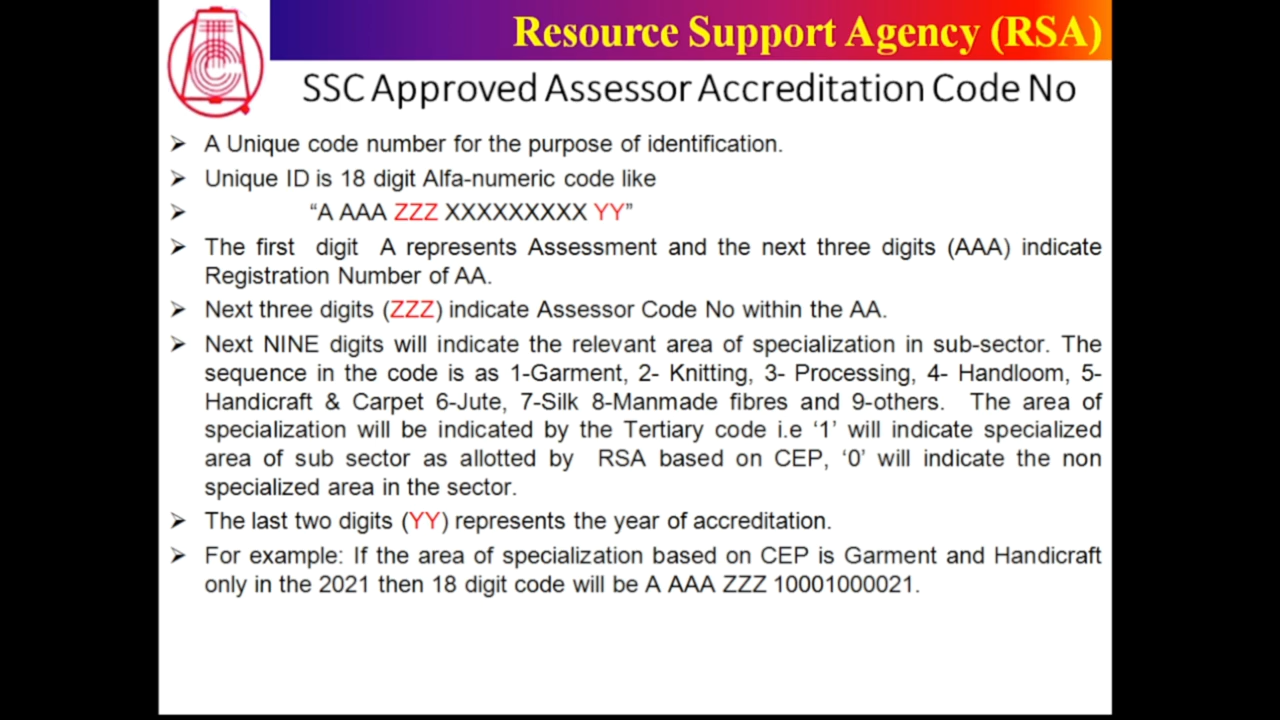 Resource Support Agency (RSA)
SSC Approved Assessor Accreditation Code No
➢ A Unique code number for the purpose of identification.
➢ Unique ID is 18 digit Alfa-numeric code like
➢ “A AAA ZZZ XXXXXXXXX YY”
➢ The first digit A represents Assessment and the next three digits (AAA) indicate
Registration Number of AA.
➢ Next three digits (ZZZ) indicate Assessor Code No within the AA.
➢ Next NINE digits will indicate the relevant area of specialization in sub-sector. The
sequence in the code is as 1-Garment, 2- Knitting, 3- Processing, 4- Handloom, 5-
Handicraft & Carpet 6-Jute, 7-Silk 8-Manmade fibres and 9-others. The area of
specialization will be indicated by the Tertiary code i.e ‘1’ will indicate specialized
area of sub sector as allotted by RSA based on CEP, ‘0’ will indicate the non
specialized area in the sector.
➢ The last two digits (YY) represents the year of accreditation.
➢ For example: If the area of specialization based on CEP is Garment and Handicraft
only in the 2021 then 18 digit code will be A AAA ZZZ 10001000021.